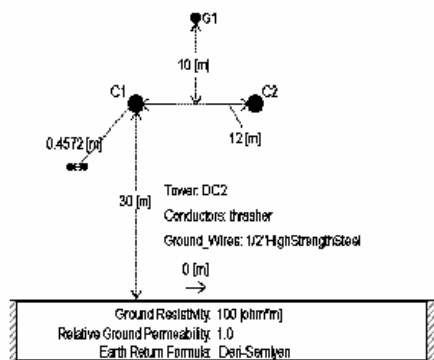 G1
10 [m]
C1
C2
0.4572 [m]
12 [m]
30 [m]
Tower: DC2
Conductors: thrasher
Ground_Wires: 1/2"HighStrengthSteel
0 [m]
Ground Resistivity: 100 [ohm*m]
Relative Ground Permeability: 1.0
Earth Return Formula: Deri-Semlyen